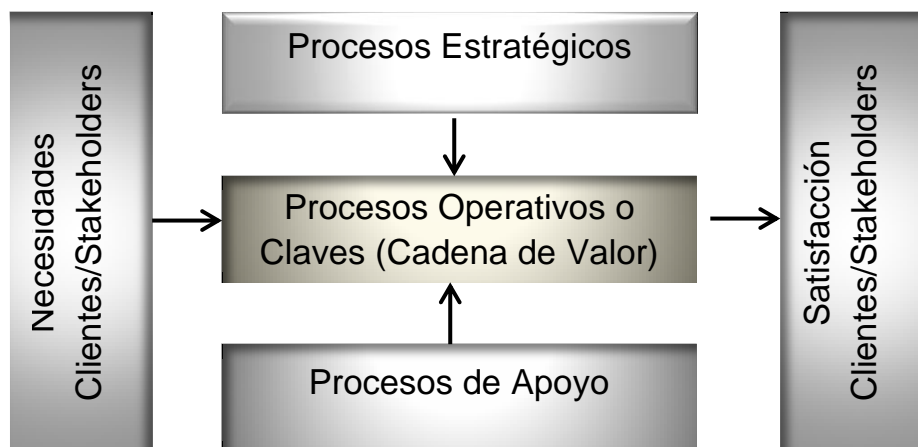 Necesidades
Clientes/Stakeholders
Procesos Estratégicos
Procesos Operativos o
Claves (Cadena de Valor)
Procesos de Apoyo
Satisfacción
Clientes/Stakeholders